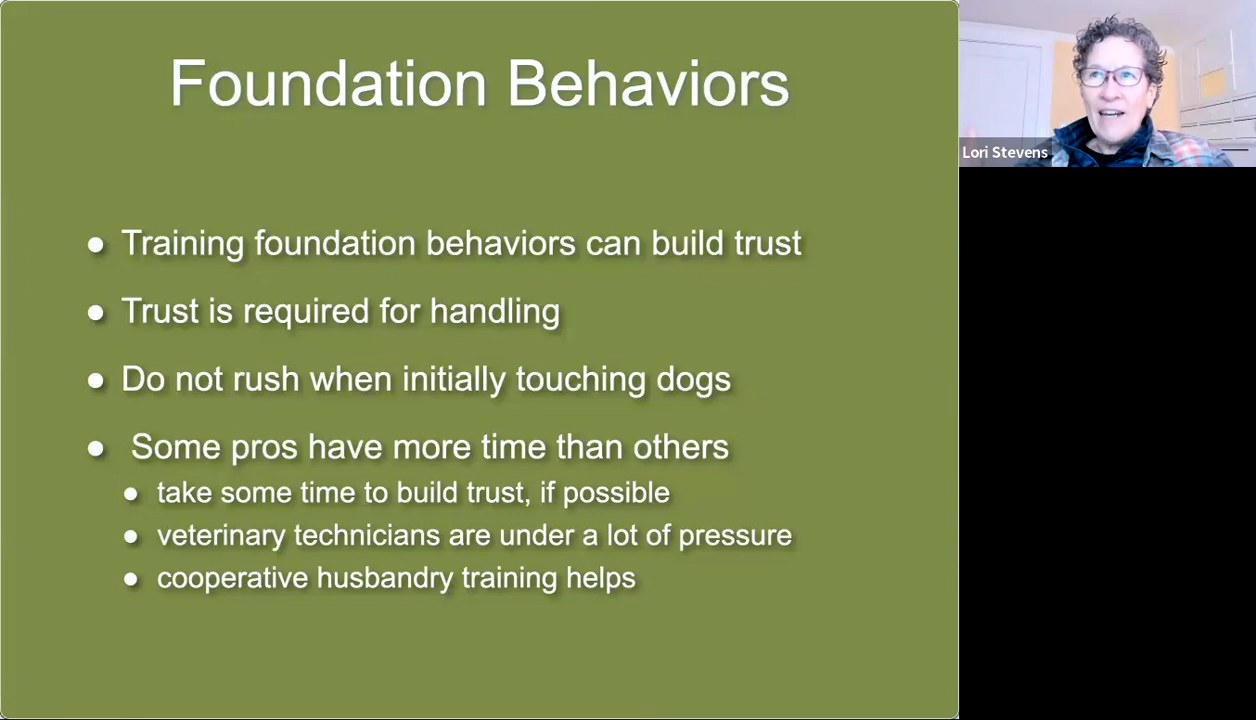 Foundation Behaviors
● Training foundation behaviors can build trust
● Trust is required for handling
● Do not rush when initially touching dogs
● Some pros have more time than others
● take some time to build trust, if possible
● veterinary technicians are under a lot of pressure
● cooperative husbandry training helps
Lori Stevens